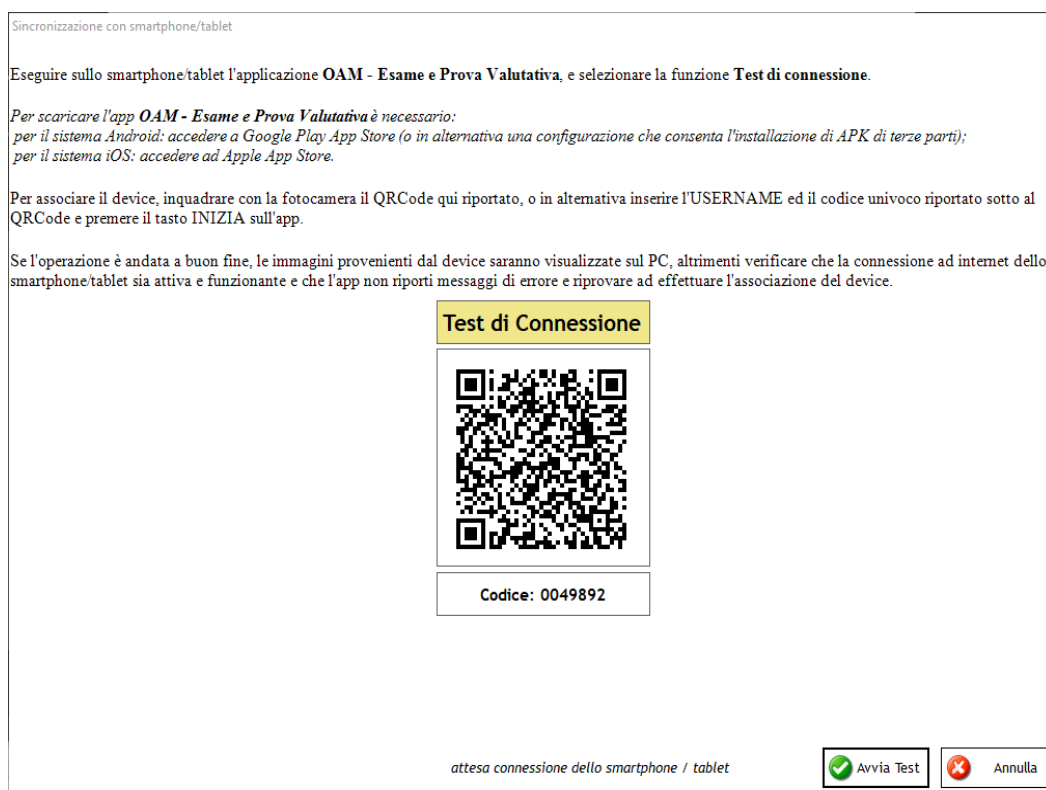 Sincronizzazione con smartphone/tablet
Eseguire sullo smartphone/tablet l'applicazione OAM - Esame e Prova Valutativa, e selezionare la funzione Test di connessione.
Per scaricare l'app OAM - Esame e Prova Valutativa è necessario:
per il sistema Android: accedere a Google Play App Store (o in alternativa una configurazione che consenta l'installazione di APK di terze parti);
per il sistema iOS: accedere ad Apple App Store.
Per associare il device, inquadrare con la fotocamera il QRCode qui riportato, o in alternativa inserire l'USERNAME ed il codice univoco riportato sotto al
QRCode e premere il tasto INIZIA sull'app.
Se l'operazione è andata a buon fine, le immagini provenienti dal device saranno visualizzate sul PC, altrimenti verificare che la connessione ad internet dello
smartphone/tablet sia attiva e funzionante e che l'app non riporti messaggi di errore e riprovare ad effettuare l'associazione del device.
Test di Connessione
Codice: 0049892
attesa connessione dello smartphone / tablet
Avvia Test
Annulla